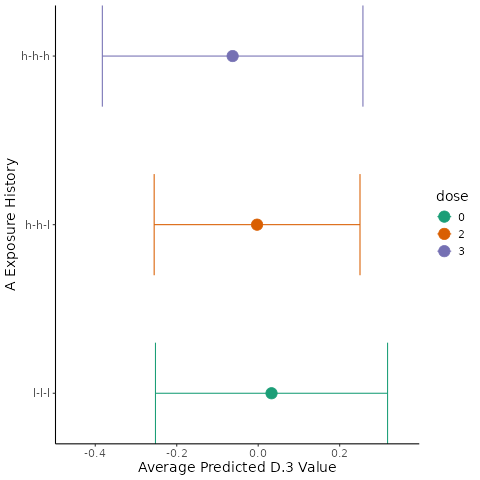 A Exposure History
h-h-h
h-h-l
l-l-l
-0.4
-0.2
0.0
0.2
Average Predicted D.3 Value
dose
0
2
3